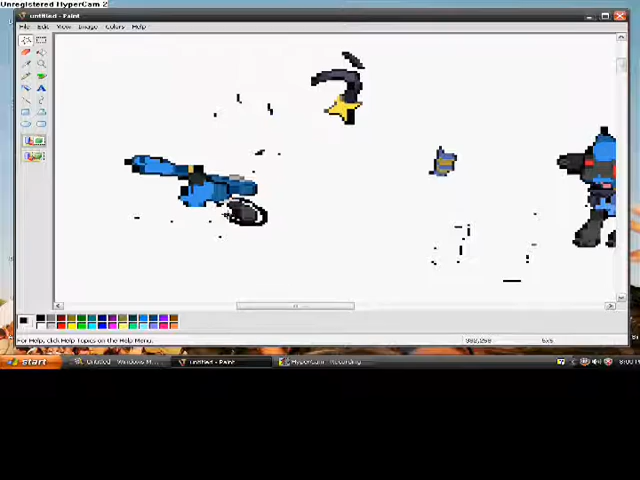 Unregistered HyperCam 2
untitled - Paint
File Edit View Image Colors Help
For Help, click Help Topics on the Help Menu.
start
untitled - Paint
HyperCam - Recording